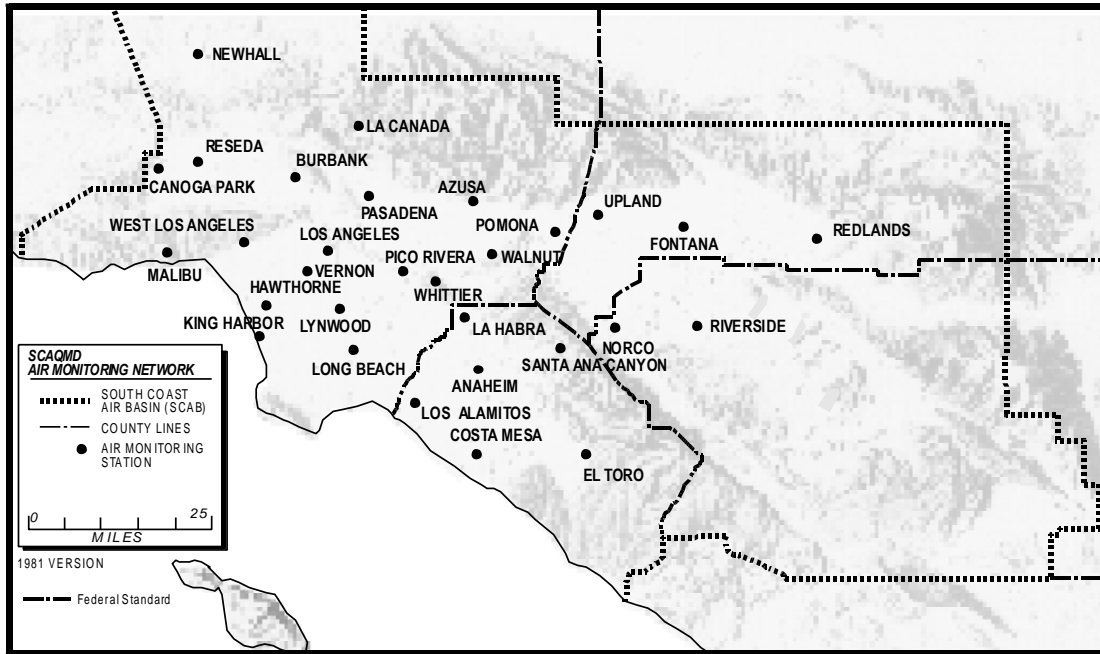 NEWHALL
LA CANADA
RESEDA
BURBANK
CANOGA PARK
AZUSA
PASADENA
UPLAND
WEST LOS ANGELES
POMONA
LOS ANGELES
REDLANDS
FONTANA
PICO RIVERA
WALNUT
MALIBU
VERNON
HAWTHORNE
WHITTIER
KING HARBOR
LYNWOOD
LA HABRA
RIVERSIDE
NORCO
LONG BEACH
SANTA ANA CANYON
ANAHEIM
LOS ALAMITOS
COSTA MESA
EL TORO
SCAQMD
AIR MONITORING NETWORK
SOUTH COAST
AIR BASIN (SCAB)
COUNTY LINES
AIR MONITORING
STATION
0 25
MILES
1981 VERSION
Federal Standard